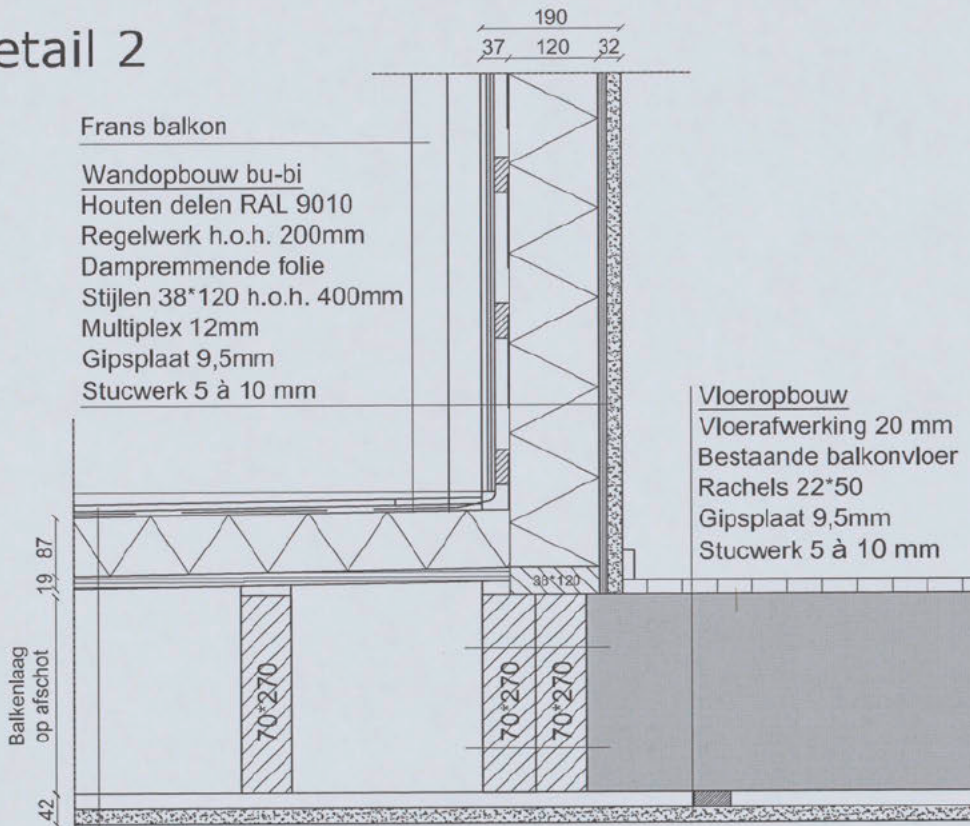 etail 2
190
37 120 32
Frans balkon
Wandopbouw bu-bi
Houten delen RAL 9010
Regelwerk h.o.h. 200mm
Dampremmende folie
Stijlen 38*120 h.o.h. 400mm
Multiplex 12mm
Gipsplaat 9,5mm
Stucwerk 5 à 10 mm
Vloeropbouw
Vloerafwerking 20 mm
Bestaande balkonvloer
Rachels 22*50
Gipsplaat 9,5mm
Stucwerk 5 à 10 mm
87
19
38*120
Balkenlaag
op afschot
70*270
70*270
70*270
42